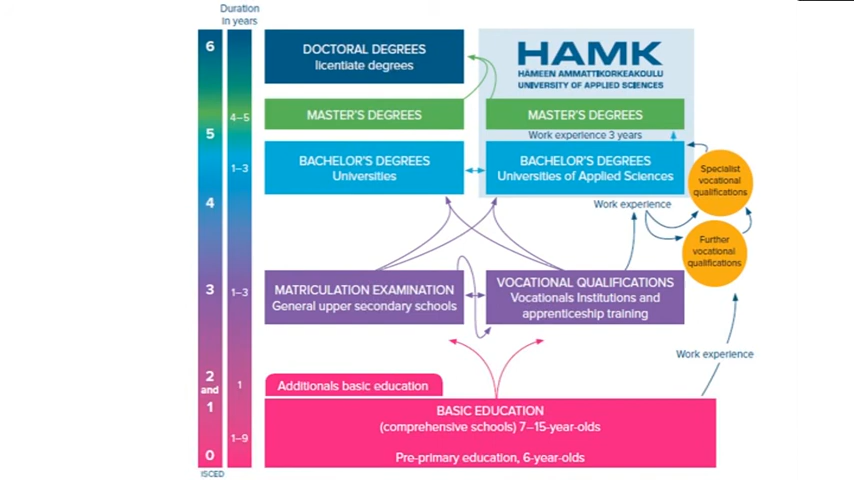 Duration
in years
6
5
4
3
2
and
1
0
ISCED
4–5
1–3
1–3
1
1–9
DOCTORAL DEGREES
licentiate degrees
HAMK
HÄMEEN AMMATTIKORKEAKOULU
UNIVERSITY OF APPLIED SCIENCES
MASTER'S DEGREES
MASTER'S DEGREES
Work experience 3 years
BACHELOR'S DEGREES
Universities
BACHELOR'S DEGREES
Universities of Applied Sciences
Specialist
vocational
qualifications
Work experience
Further
vocational
qualifications
MATRICULATION EXAMINATION
General upper secondary schools
VOCATIONAL QUALIFICATIONS
Vocationals Institutions and
apprenticeship training
Work experience
Additionals basic education
BASIC EDUCATION
(comprehensive schools) 7–15-year-olds
Pre-primary education, 6-year-olds